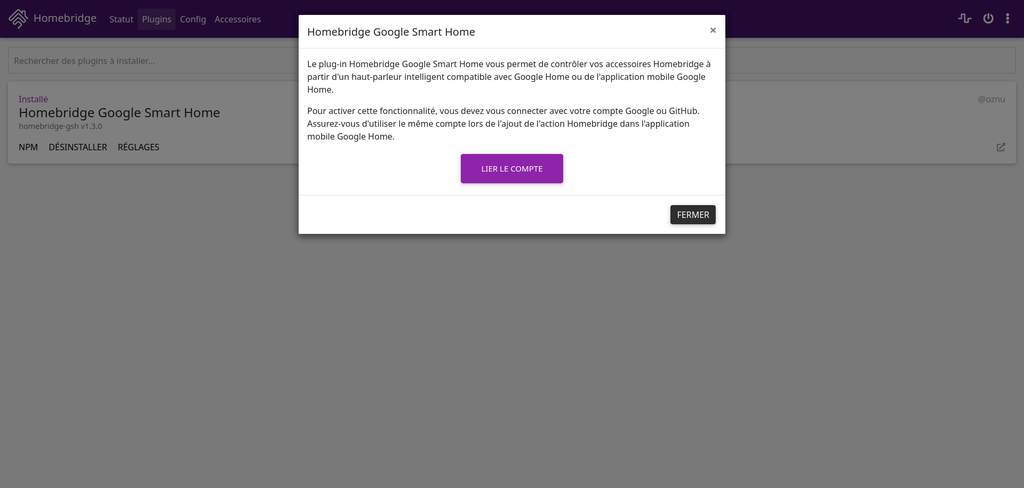 Homebridge
Statut
Plugins
Config
Accessoires
Rechercher des plugins à installer...
Installé
@oznu
Homebridge Google Smart Home
homebridge-gsh v1.3.0
NPM
DÉSINSTALLER
RÉGLAGES
Homebridge Google Smart Home
×
Le plug-in Homebridge Google Smart Home vous permet de contrôler vos accessoires Homebridge à
partir d'un haut-parleur intelligent compatible avec Google Home ou de l'application mobile Google
Home.
Pour activer cette fonctionnalité, vous devez vous connecter avec votre compte Google ou GitHub.
Assurez-vous d'utiliser le même compte lors de l'ajout de l'action Homebridge dans l'application
mobile Google Home.
LIER LE COMPTE
FERMER